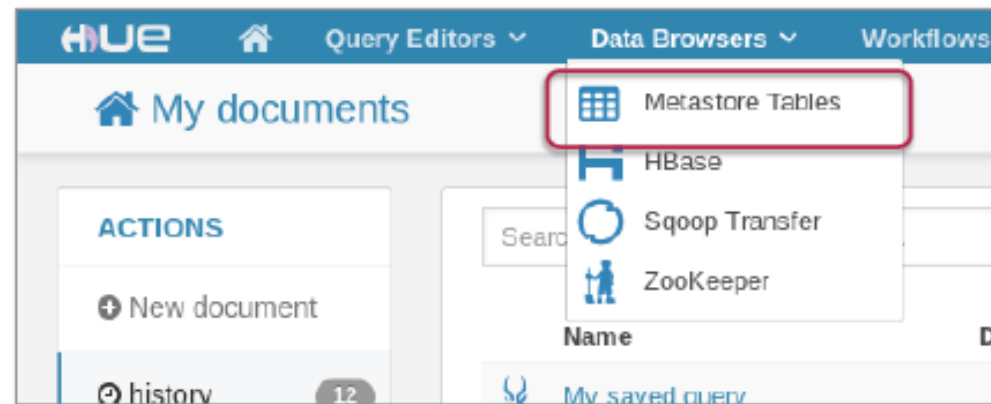 HUE Query Editors Data Browsers Workflows
My documents
Metastore Tables
HBase
Sqoop Transfer
ZooKeeper
ACTIONS
New document
history 12
Sear
Name D
My saved query